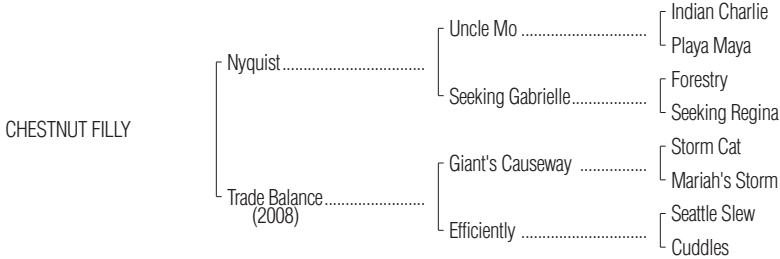 Indian Charlie
Uncle Mo ..............................
Playa Maya
Nyquist..................................
Forestry
Seeking Gabrielle..................
Seeking Regina
CHESTNUT FILLY
Storm Cat
Giant's Causeway ................
Mariah's Storm
Trade Balance........................
(2008)
Seattle Slew
Efficiently ..............................
Cuddles